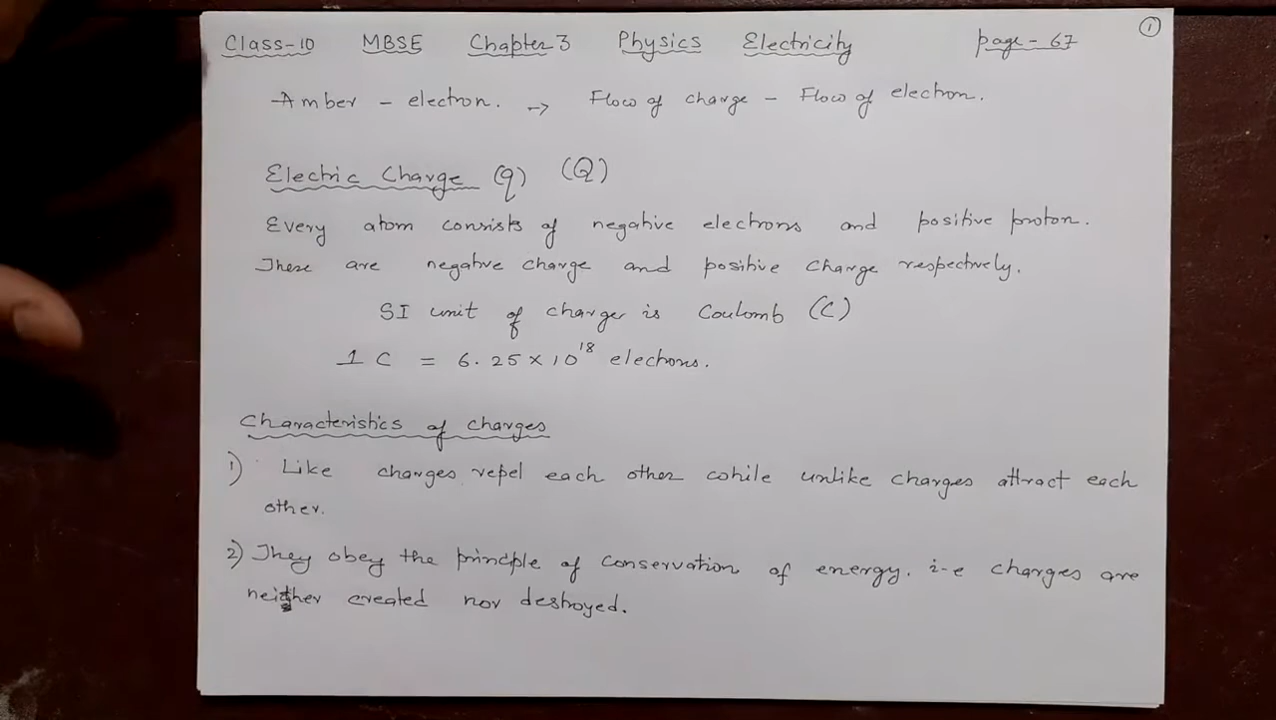 Class-10 MBSE Chapter 3 Physics Electricity page - 67 1
Amber - electron. → Flow of charge - Flow of electron.
Electric Charge (q) (Q)
Every atom consists of negative electrons and positive proton.
These are negative charge and positive charge respectively.
SI unit of charge is Coulomb (C)
1 C = 6.25 × 10¹⁸ electrons.
Characteristics of charges
1) Like charges repel each other while unlike charges attract each
other.
2) They obey the principle of conservation of energy. i-e charges are
neither created nor destroyed.